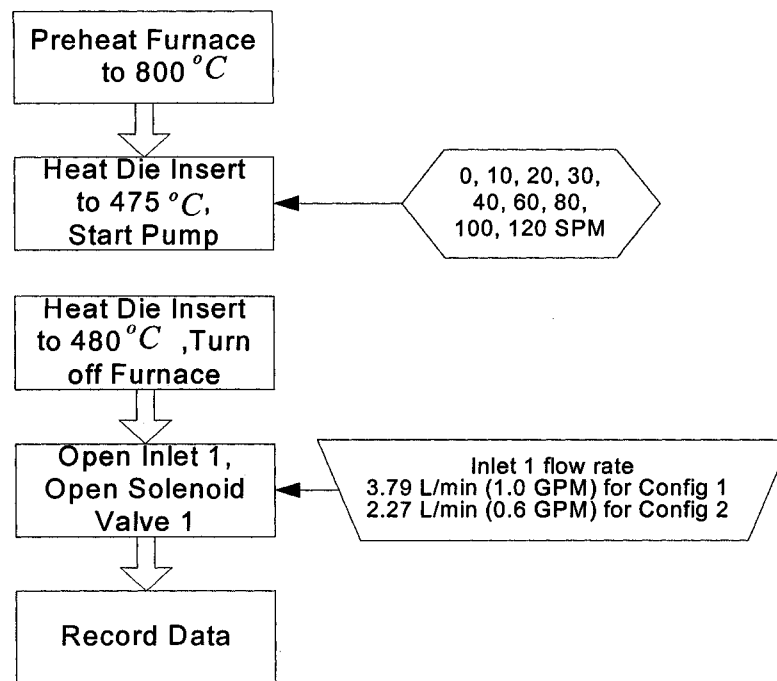 Preheat Furnace
to 800 °C
Heat Die Insert
to 475 °C,
Start Pump
0, 10, 20, 30,
40, 60, 80,
100, 120 SPM
Heat Die Insert
to 480 °C ,Turn
off Furnace
Open Inlet 1,
Open Solenoid
Valve 1
Inlet 1 flow rate
3.79 L/min (1.0 GPM) for Config 1
2.27 L/min (0.6 GPM) for Config 2
Record Data